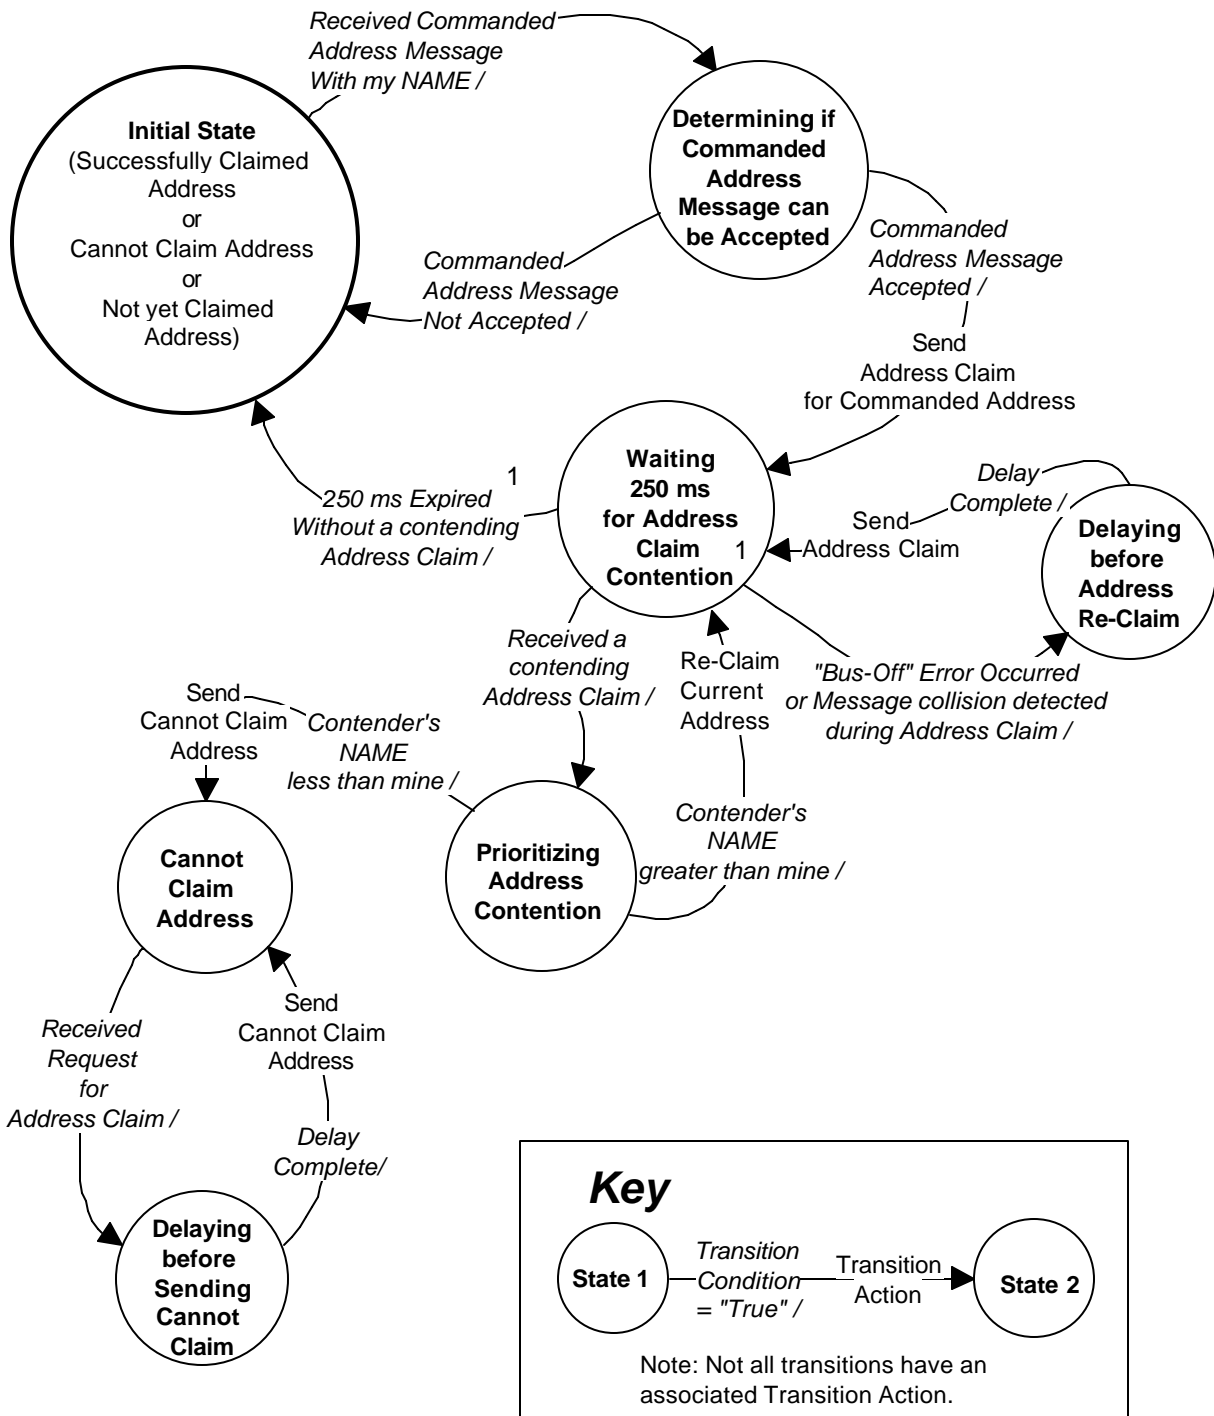 Received Commanded
Address Message
With my NAME /
Initial State
(Successfully Claimed
Address
or
Cannot Claim Address
or
Not yet Claimed
Address)
Determining if
Commanded
Address
Message can
be Accepted
Commanded
Address Message
Not Accepted /
Commanded
Address Message
Accepted /
Send
Address Claim
for Commanded Address
1
250 ms Expired
Without a contending
Address Claim /
Waiting
250 ms
for Address
Claim
1
Contention
Delay
Complete /
Send
Address Claim
Delaying
before
Address
Re-Claim
Received a
contending
Address Claim /
Re-Claim
Current
Address
"Bus-Off" Error Occurred
or Message collision detected
during Address Claim /
Send
Cannot Claim
Address
Contender's
NAME
less than mine /
Contender's
NAME
greater than mine /
Prioritizing
Address
Contention
Cannot
Claim
Address
Received
Request
for
Address Claim /
Send
Cannot Claim
Address
Delay
Complete/
Delaying
before
Sending
Cannot
Claim
Key
State 1
Transition
Condition
= "True" /
Transition
Action
State 2
Note: Not all transitions have an
associated Transition Action.